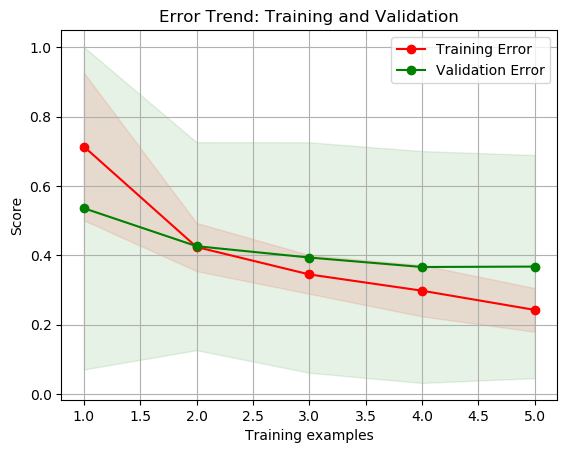 Error Trend: Training and Validation
Training Error
Validation Error
Score
1.0
0.8
0.6
0.4
0.2
0.0
1.0 1.5 2.0 2.5 3.0 3.5 4.0 4.5 5.0
Training examples